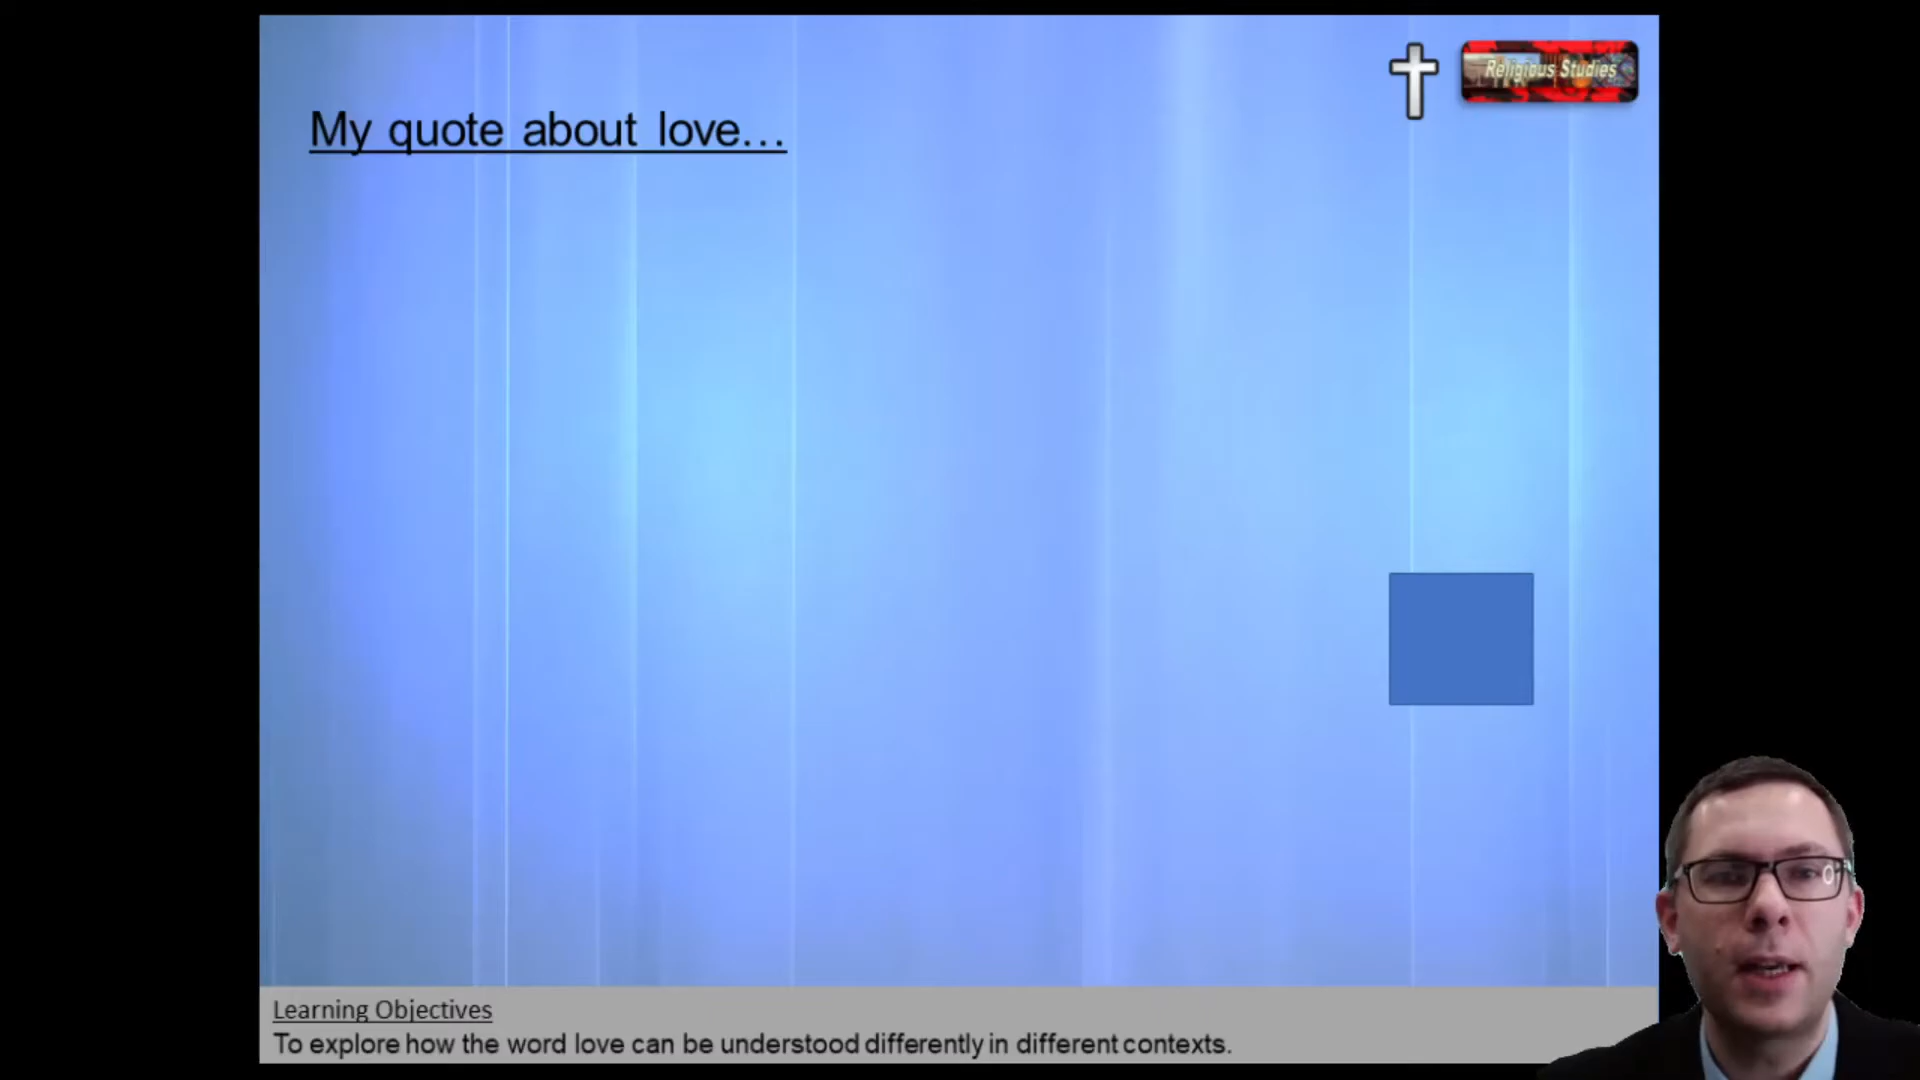 Religious Studies
My quote about love...
Learning Objectives
To explore how the word love can be understood differently in different contexts.